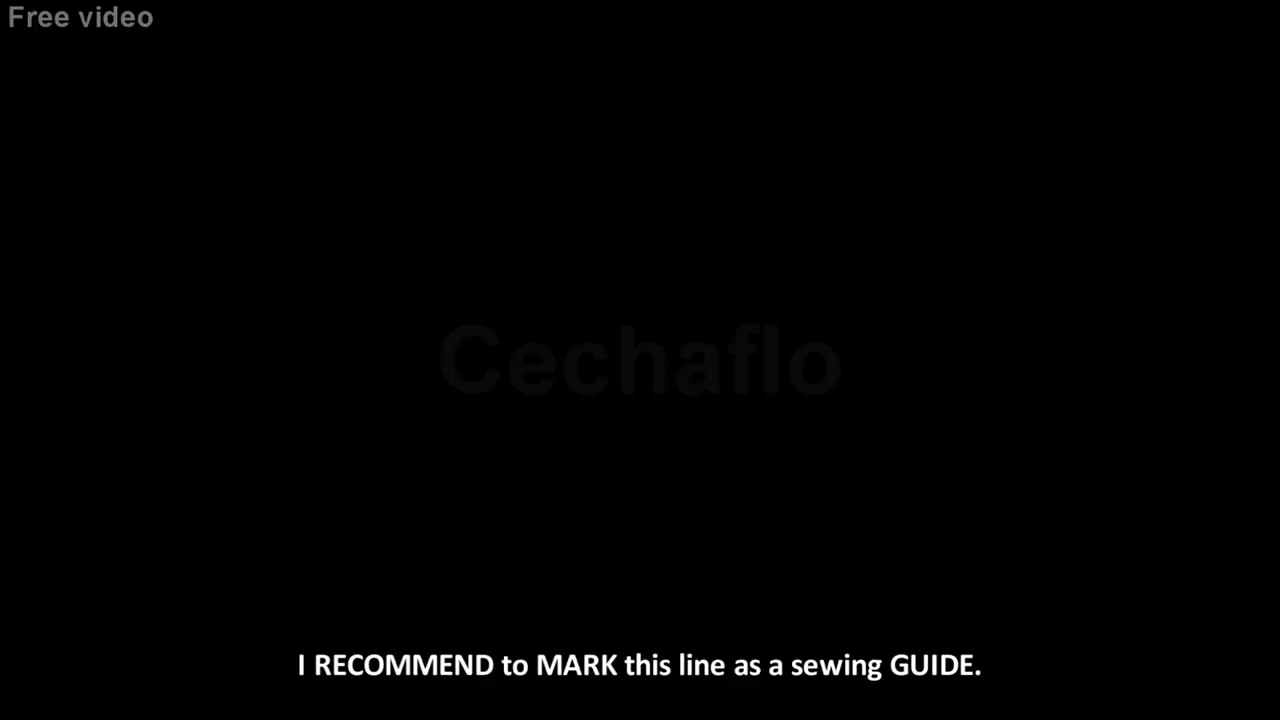 Free video
Cechaflo
I RECOMMEND to MARK this line as a sewing GUIDE.